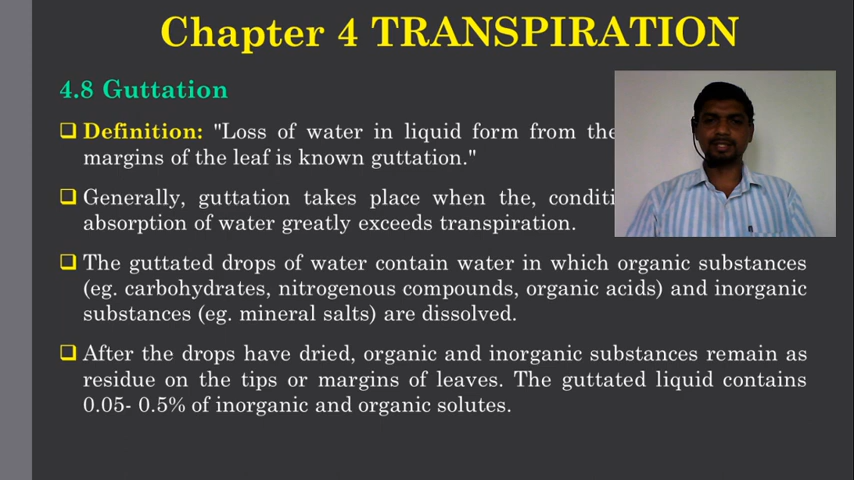 Chapter 4 TRANSPIRATION
4.8 Guttation
Definition: "Loss of water in liquid form from the
margins of the leaf is known guttation."
Generally, guttation takes place when the, conditi
absorption of water greatly exceeds transpiration.
The guttated drops of water contain water in which organic substances
(eg. carbohydrates, nitrogenous compounds, organic acids) and inorganic
substances (eg. mineral salts) are dissolved.
After the drops have dried, organic and inorganic substances remain as
residue on the tips or margins of leaves. The guttated liquid contains
0.05- 0.5% of inorganic and organic solutes.